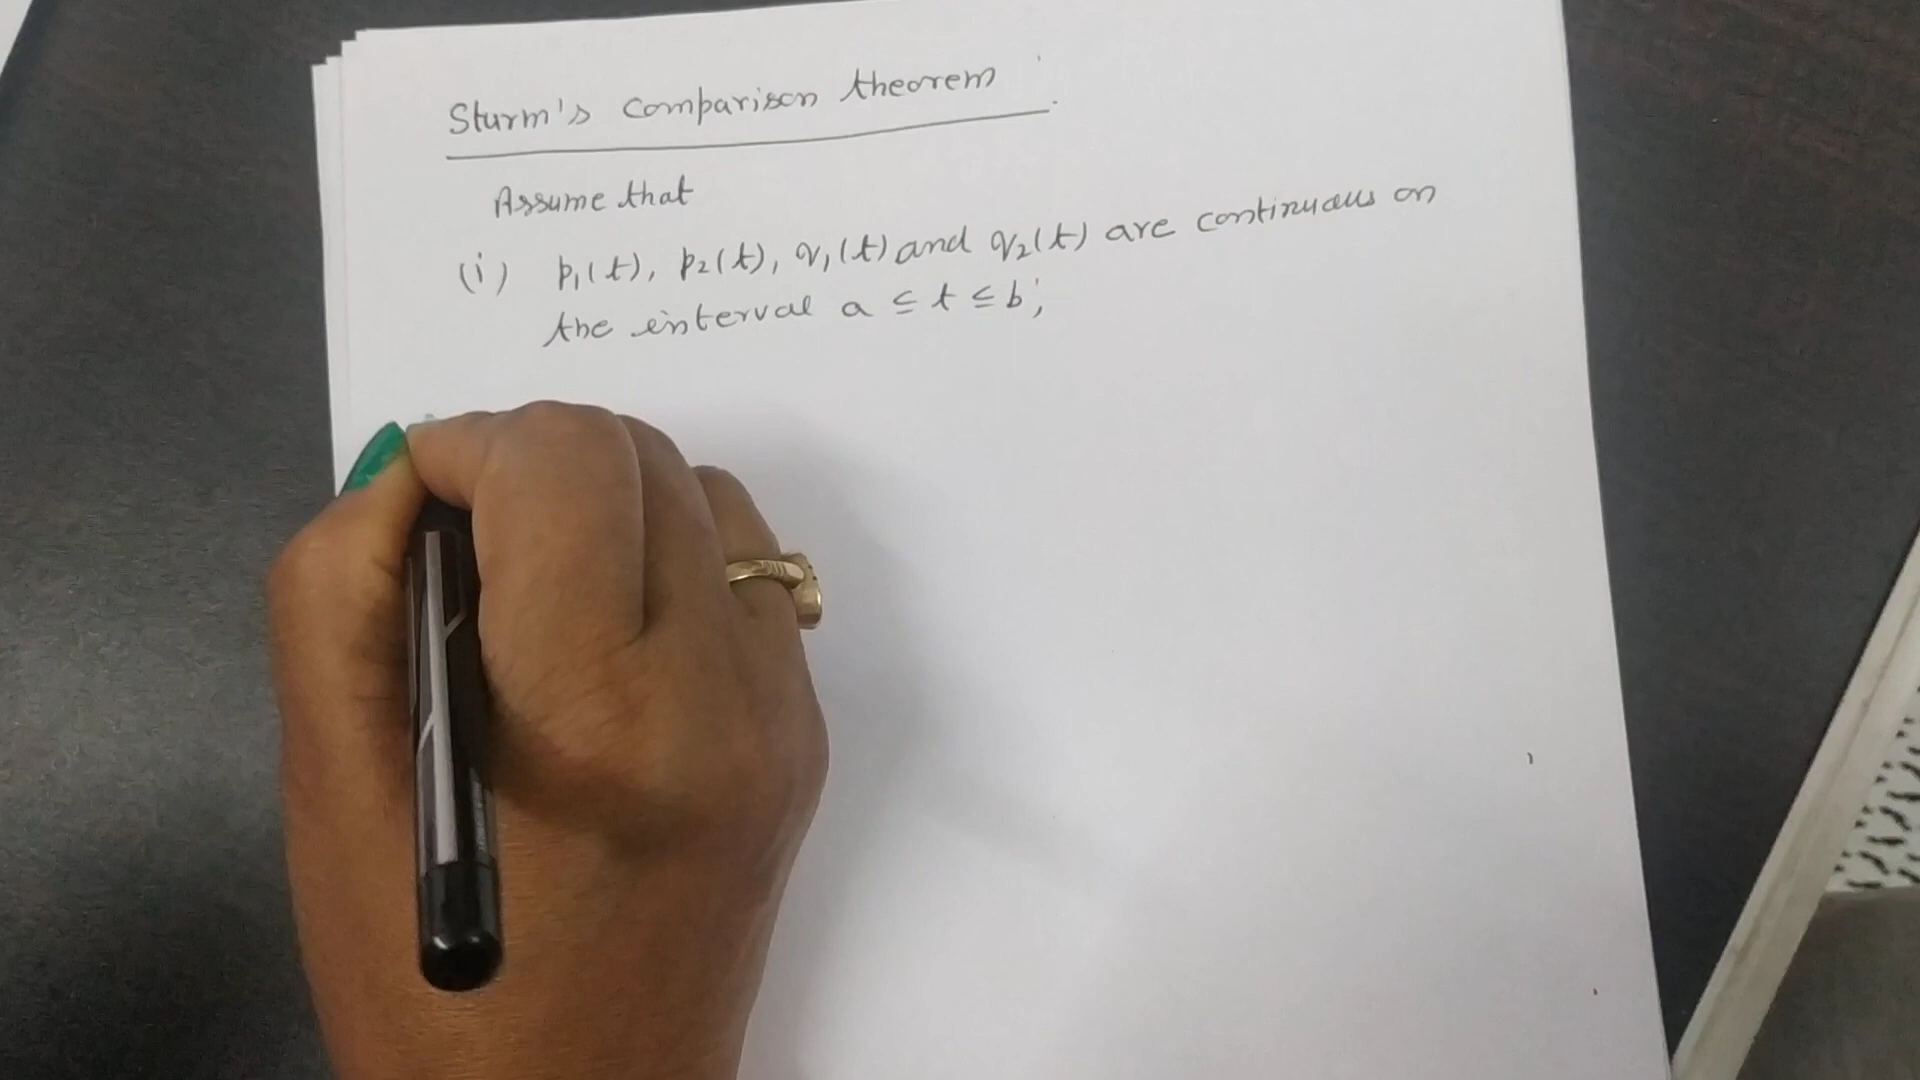 Sturm's Comparison theorem
Assume that
(i) p₁(t), p₂(t), q₁(t) and q₂(t) are continuous on
the interval a ≤ t ≤ b;